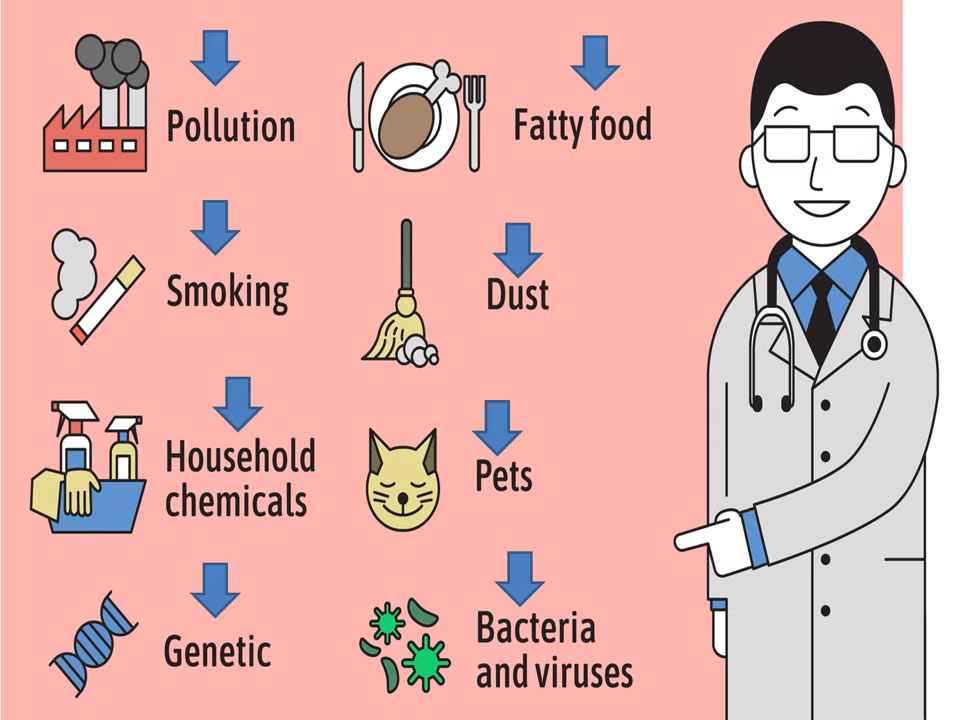 Pollution
Fatty food
Smoking
Dust
Household
chemicals
Pets
Genetic
Bacteria
and viruses